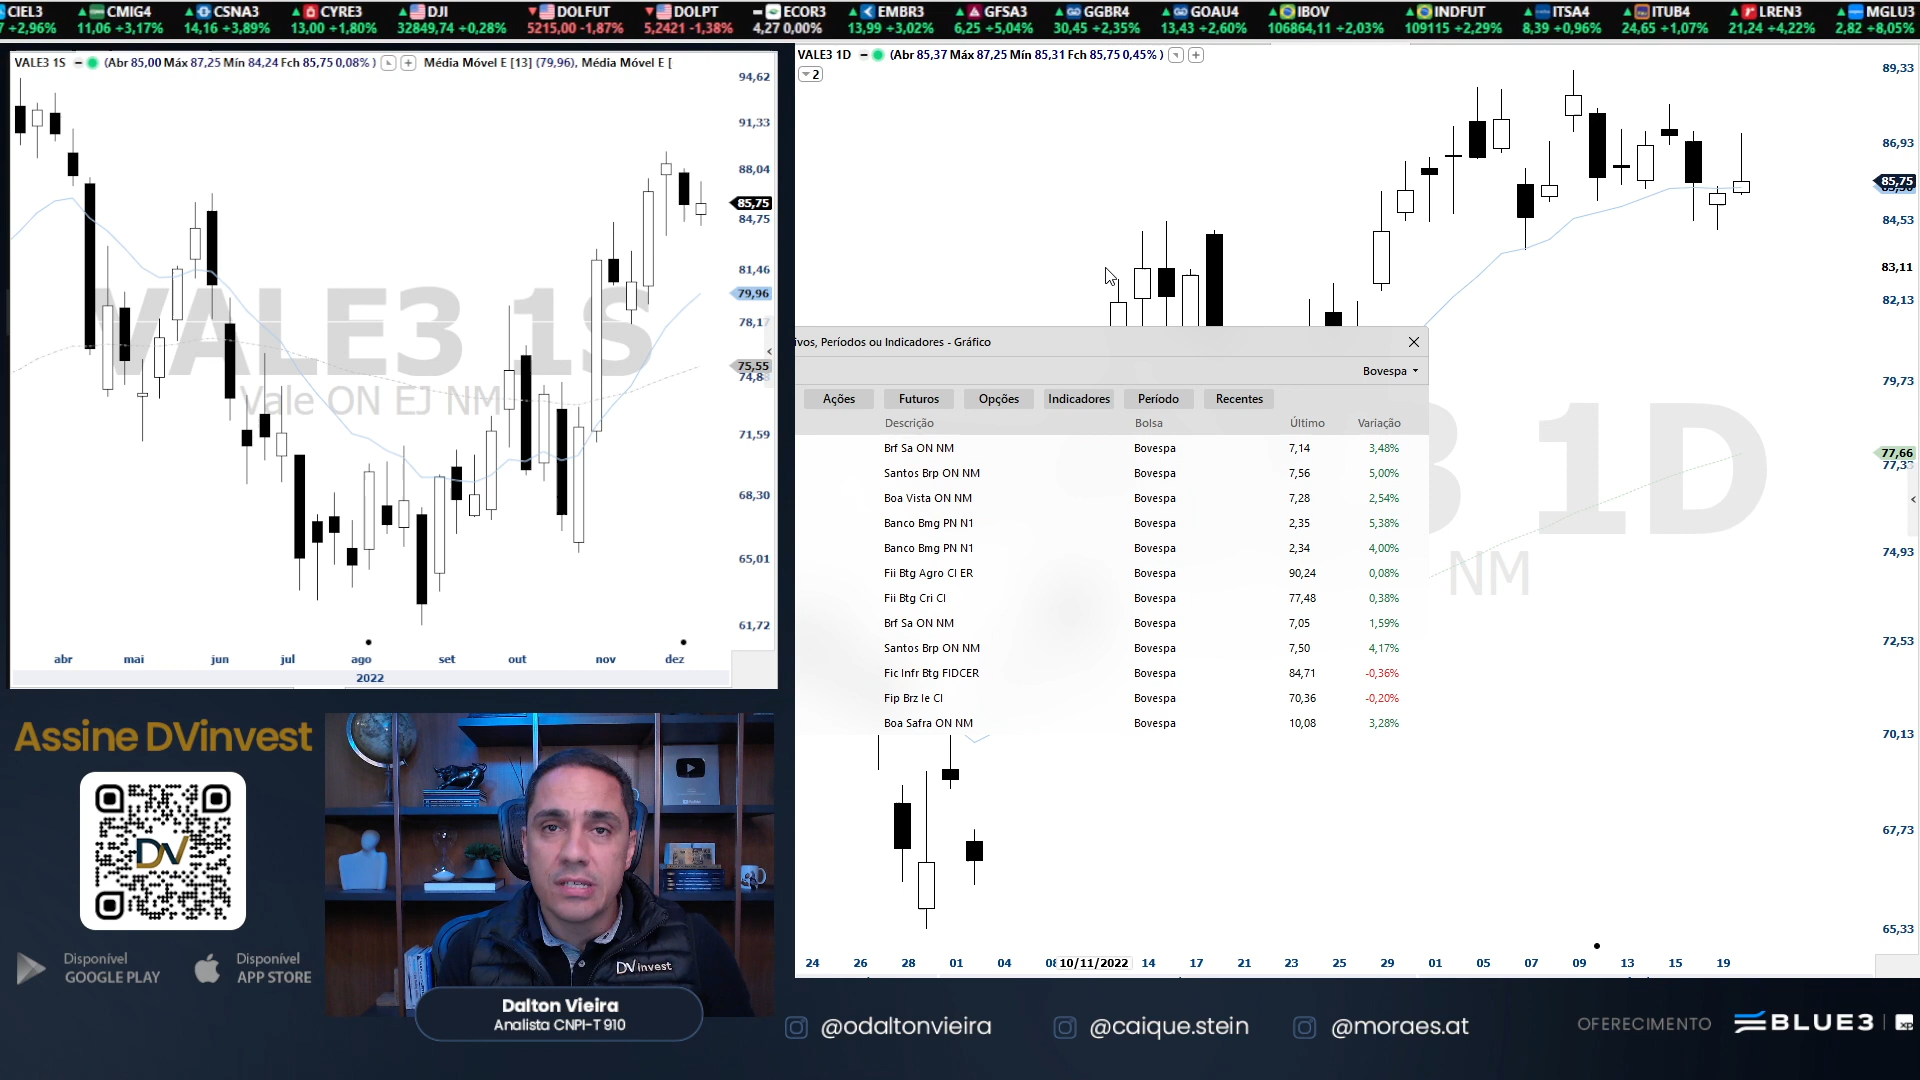 CIEL3 CMIG4 CSNA3 CYRE3 DJI DOLFUT DOLPT ECOR3 EMBR3 GFSA3 GGBR4 GOAU4 IBOV INDFUT ITSA4 ITUB4 LREN3 MGLU3
+2,96% 11,06 +3,17% 14,16 +3,89% 13,00 +1,80% 32849,74 +0,28% 5215,00 -1,87% 5,2421 -1,38% 4,27 0,00% 13,99 +3,02% 6,25 +5,04% 30,45 +2,35% 13,43 +2,60% 106864,11 +2,03% 109115 +2,29% 8,39 +0,96% 24,65 +1,07% 21,24 +4,22% 2,82 +8,05%
VALE3 1S (Abr 85,00 Máx 87,25 Mín 84,24 Fch 85,75 0,08% ) Média Móvel E [13] (79,96), Média Móvel E [
94,62
91,33
88,04
85,75
84,75
81,46
79,96
78,17
75,55
74,8
71,59
68,30
65,01
61,72
VALE3 1S
Vale ON EJ NM
abr mai jun jul ago set out nov dez
2022
VALE3 1D (Abr 85,37 Máx 87,25 Mín 85,31 Fch 85,75 0,45% )
2
89,33
86,93
85,75
84,53
83,11
82,13
79,73
77,66
77,33
74,93
72,53
70,13
67,73
65,33
3 1D
NM
ivos, Períodos ou Indicadores - Gráfico
Bovespa
Ações Futuros Opções Indicadores Período Recentes
Descrição Bolsa Último Variação
Brf Sa ON NM Bovespa 7,14 3,48%
Santos Brp ON NM Bovespa 7,56 5,00%
Boa Vista ON NM Bovespa 7,28 2,54%
Banco Bmg PN N1 Bovespa 2,35 5,38%
Banco Bmg PN N1 Bovespa 2,34 4,00%
Fii Btg Agro CI ER Bovespa 90,24 0,08%
Fii Btg Cri CI Bovespa 77,48 0,38%
Brf Sa ON NM Bovespa 7,05 1,59%
Santos Brp ON NM Bovespa 7,50 4,17%
Fic Infr Btg FIDCER Bovespa 84,71 -0,36%
Fip Brz Ie CI Bovespa 70,36 -0,20%
Boa Safra ON NM Bovespa 10,08 3,28%
24 26 28 01 04 08 10/11/2022 14 17 21 23 25 29 01 05 07 09 13 15 19
Assine DVinvest
DV
Disponível
GOOGLE PLAY
Disponível
APP STORE
DVinvest
Dalton Vieira
Analista CNPI-T 910
@odaltonvieira
@caique.stein
@moraes.at
OFERECIMENTO
BLUE3
xp